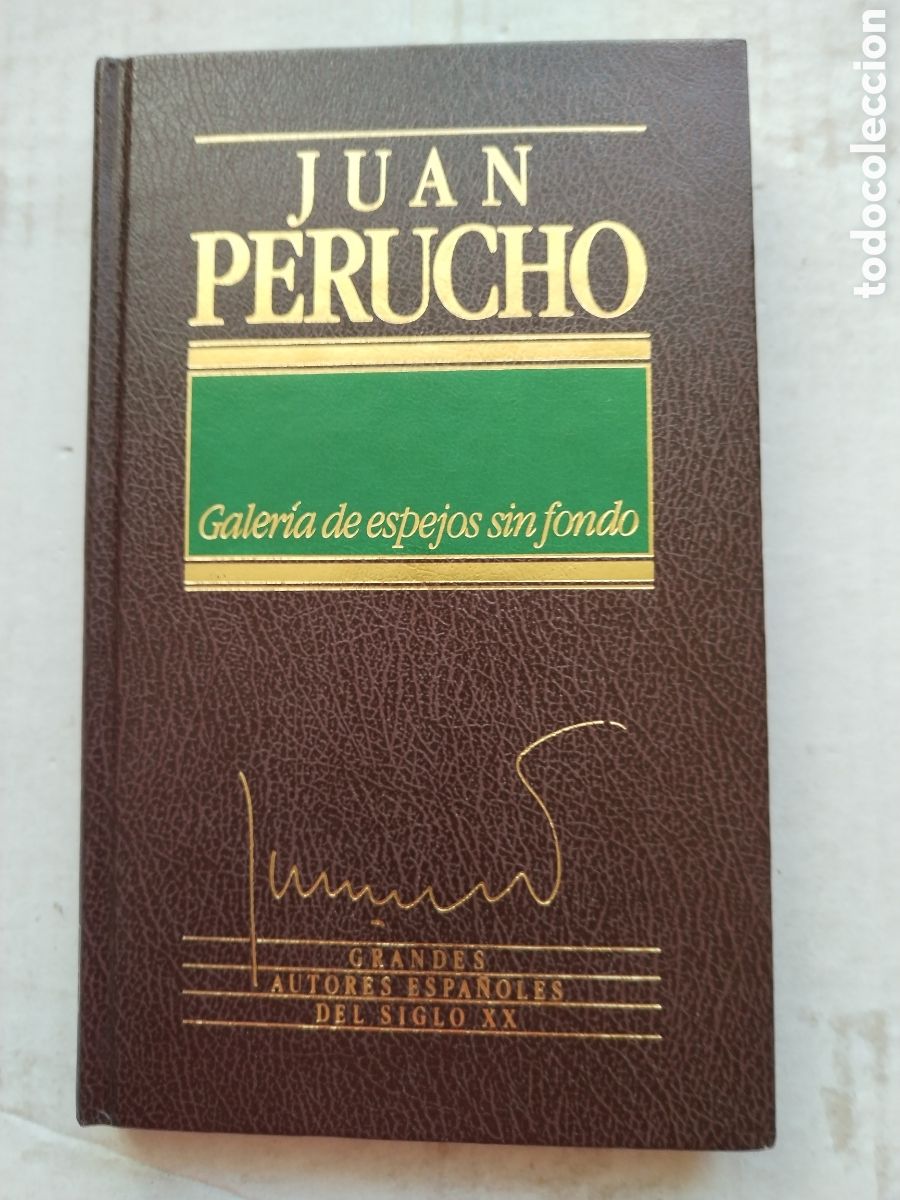 JUAN
PERUCHO
Galería de espejos sin fondo
GRANDES
AUTORES ESPAÑOLES
DEL SIGLO XX
todocoleccion